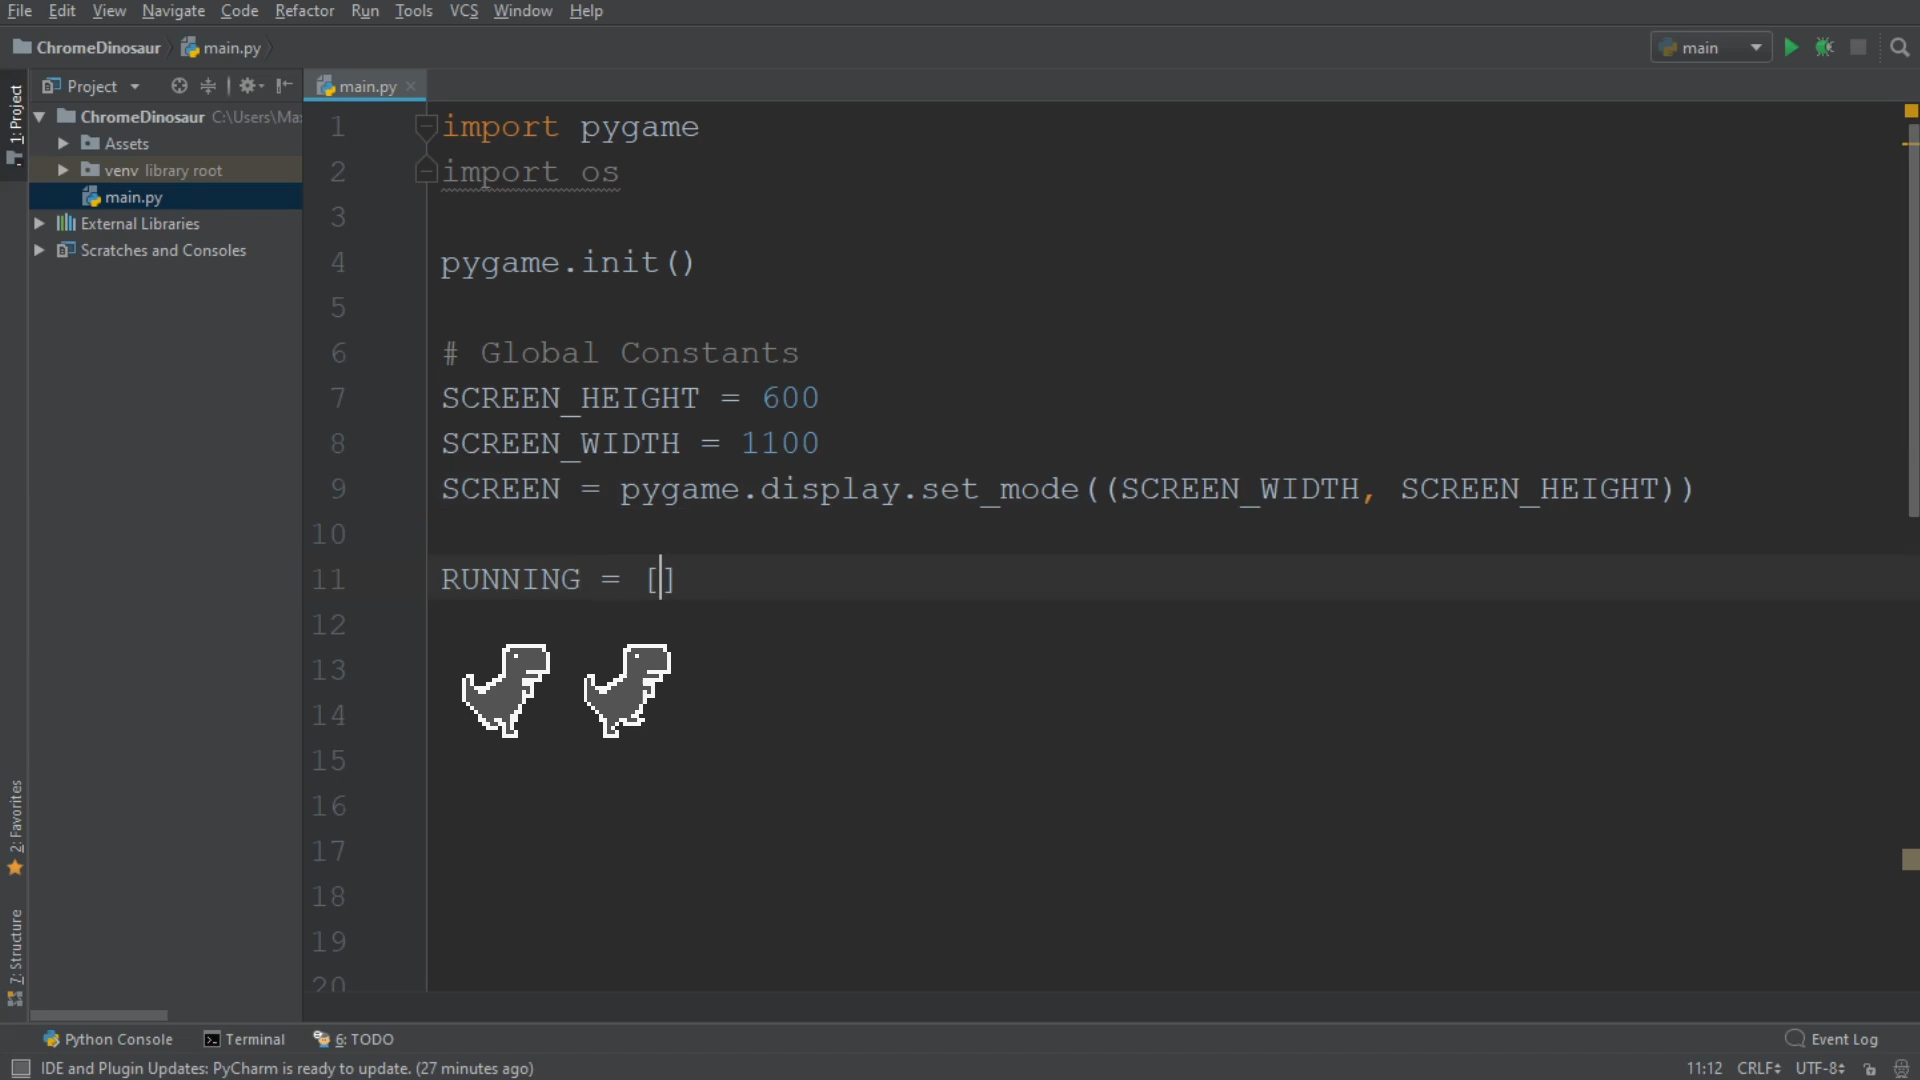 File Edit View Navigate Code Refactor Run Tools VCS Window Help
ChromeDinosaur main.py
main
1: Project
Project
main.py
ChromeDinosaur C:\Users\Ma
Assets
venv library root
main.py
External Libraries
Scratches and Consoles
1 import pygame
2 import os
3
4 pygame.init()
5
6 # Global Constants
7 SCREEN_HEIGHT = 600
8 SCREEN_WIDTH = 1100
9 SCREEN = pygame.display.set_mode((SCREEN_WIDTH, SCREEN_HEIGHT))
10
11 RUNNING = []
12
13
14
15
16
17
18
19
20
2: Favorites
7: Structure
Python Console Terminal 6: TODO Event Log
IDE and Plugin Updates: PyCharm is ready to update. (27 minutes ago) 11:12 CRLF UTF-8